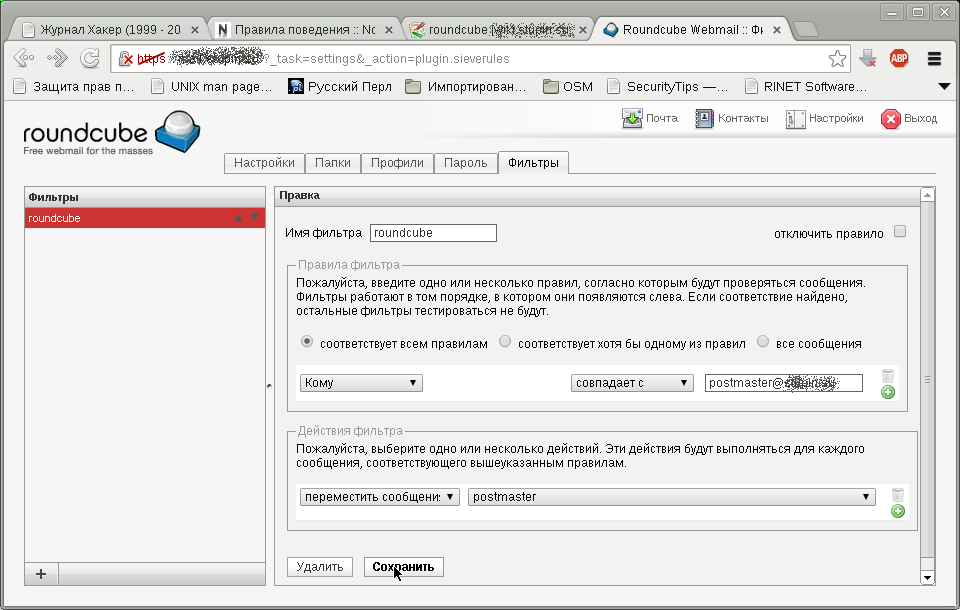 Журнал Хакер (1999 - 20
Правила поведения :: No
roundcube
Roundcube Webmail :: Фи
https
?_task=settings&_action=plugin.sieverules
ABP
Защита прав п…
UNIX man page…
Русский Перл
Импортирован…
OSM
SecurityTips —…
RINET Software…
roundcube
Free webmail for the masses
Почта
Контакты
Настройки
Выход
Настройки
Папки
Профили
Пароль
Фильтры
Фильтры
roundcube
Правка
Имя фильтра
roundcube
отключить правило
Правила фильтра
Пожалуйста, введите одно или несколько правил, согласно которым будут проверяться сообщения.
Фильтры работают в том порядке, в котором они появляются слева. Если соответствие найдено,
остальные фильтры тестироваться не будут.
соответствует всем правилам
соответствует хотя бы одному из правил
все сообщения
Кому
совпадает с
postmaster@
Действия фильтра
Пожалуйста, выберите одно или несколько действий. Эти действия будут выполняться для каждого
сообщения, соответствующего вышеуказанным правилам.
переместить сообщени
postmaster
Удалить
Сохранить